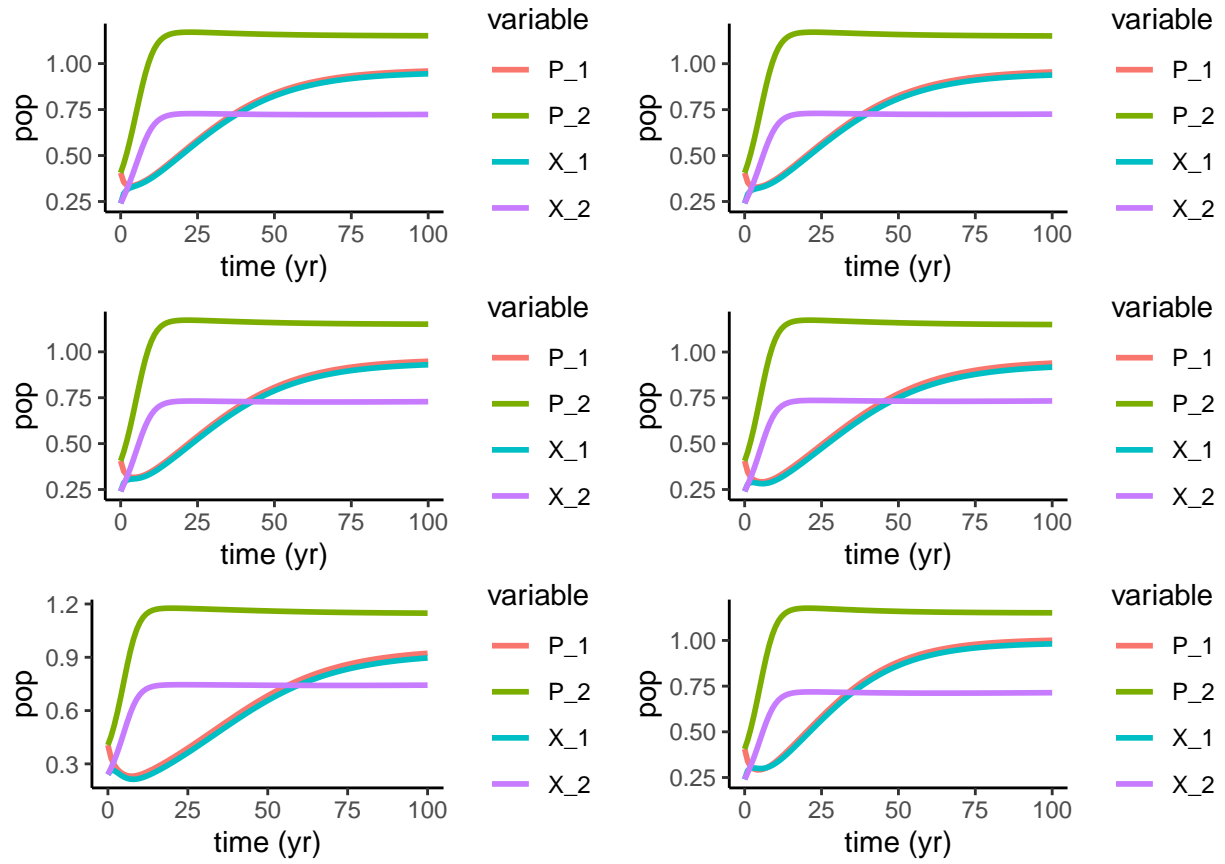 variable
pop
1.00
0.75
0.50
0.25
P_1
P_2
X_1
X_2
0 25 50 75 100
time (yr)
variable
pop
1.00
0.75
0.50
0.25
P_1
P_2
X_1
X_2
0 25 50 75 100
time (yr)
variable
pop
1.00
0.75
0.50
0.25
P_1
P_2
X_1
X_2
0 25 50 75 100
time (yr)
variable
pop
1.00
0.75
0.50
0.25
P_1
P_2
X_1
X_2
0 25 50 75 100
time (yr)
variable
pop
1.2
0.9
0.6
0.3
P_1
P_2
X_1
X_2
0 25 50 75 100
time (yr)
variable
pop
1.00
0.75
0.50
0.25
P_1
P_2
X_1
X_2
0 25 50 75 100
time (yr)